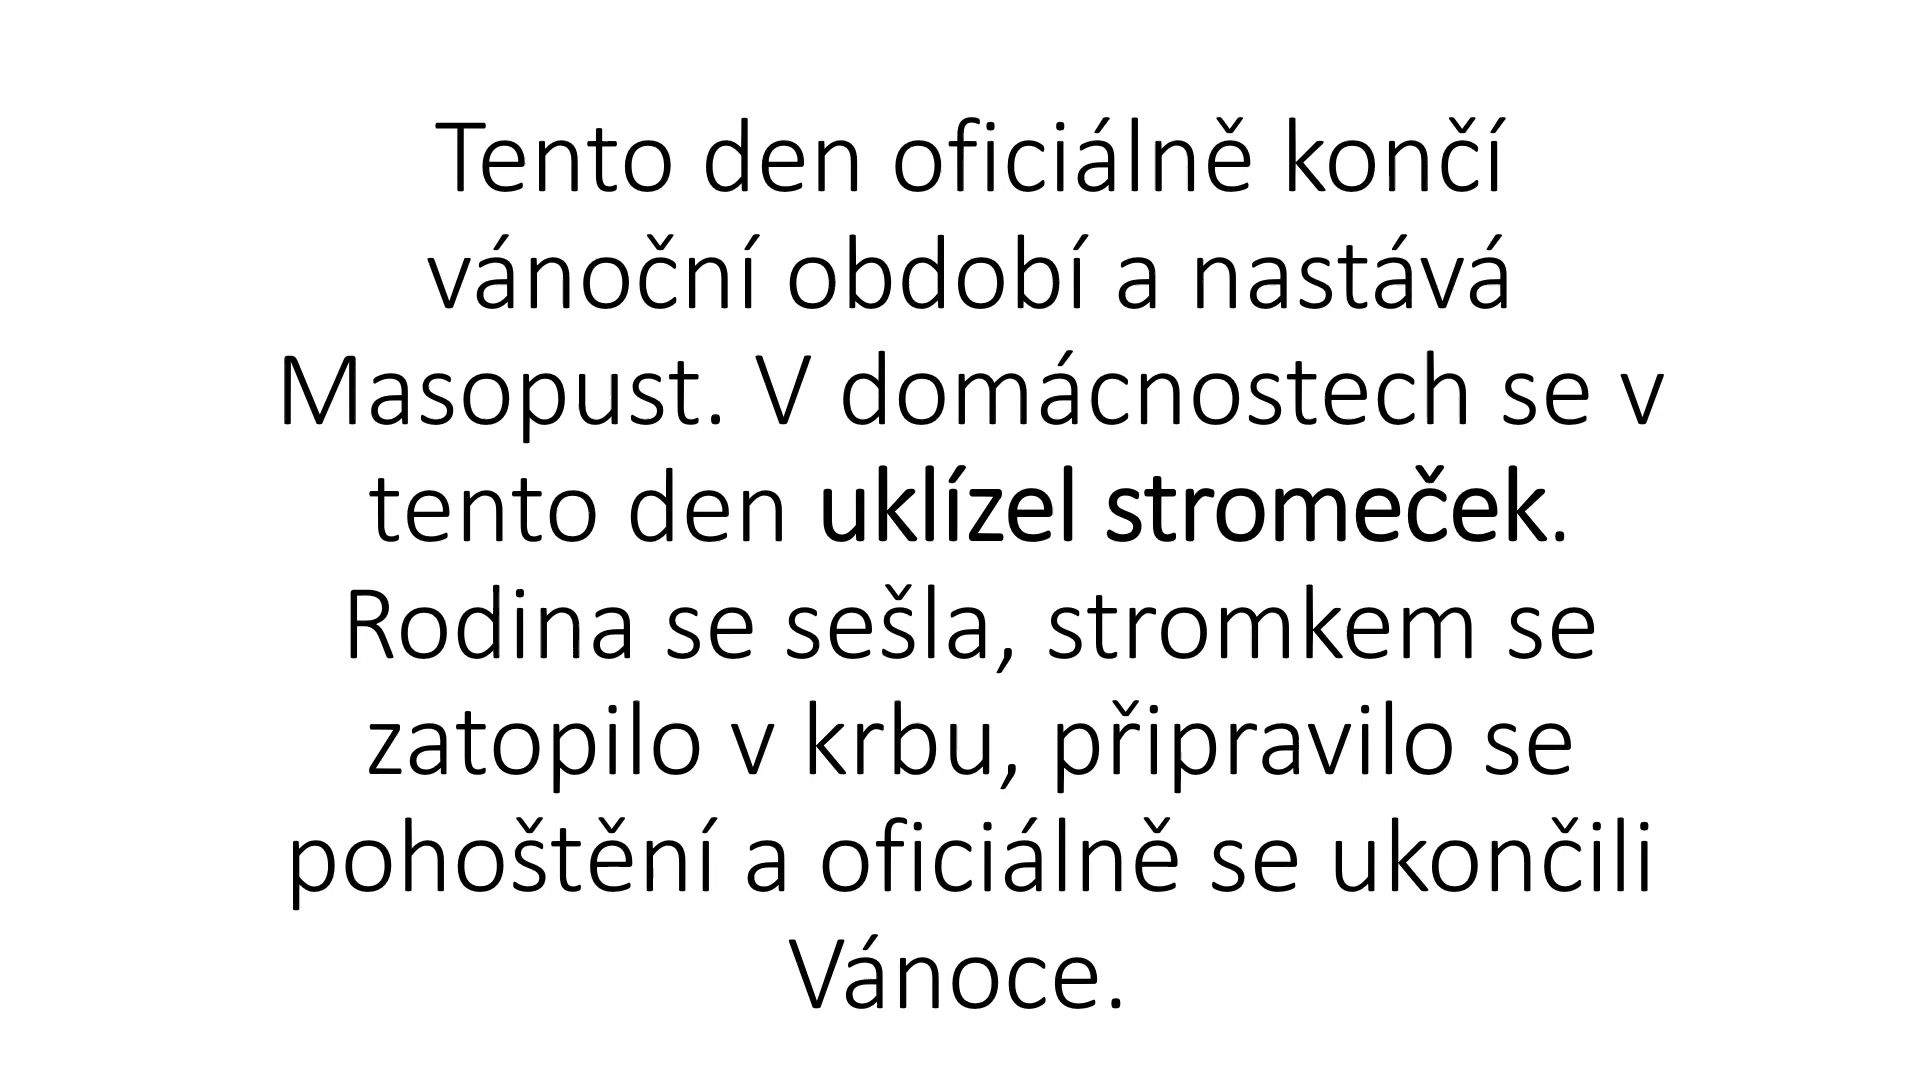 Tento den oficiálně končí
vánoční období a nastává
Masopust. V domácnostech se v
tento den uklízel stromeček.
Rodina se sešla, stromkem se
zatopilo v krbu, připravilo se
pohoštění a oficiálně se ukončili
Vánoce.